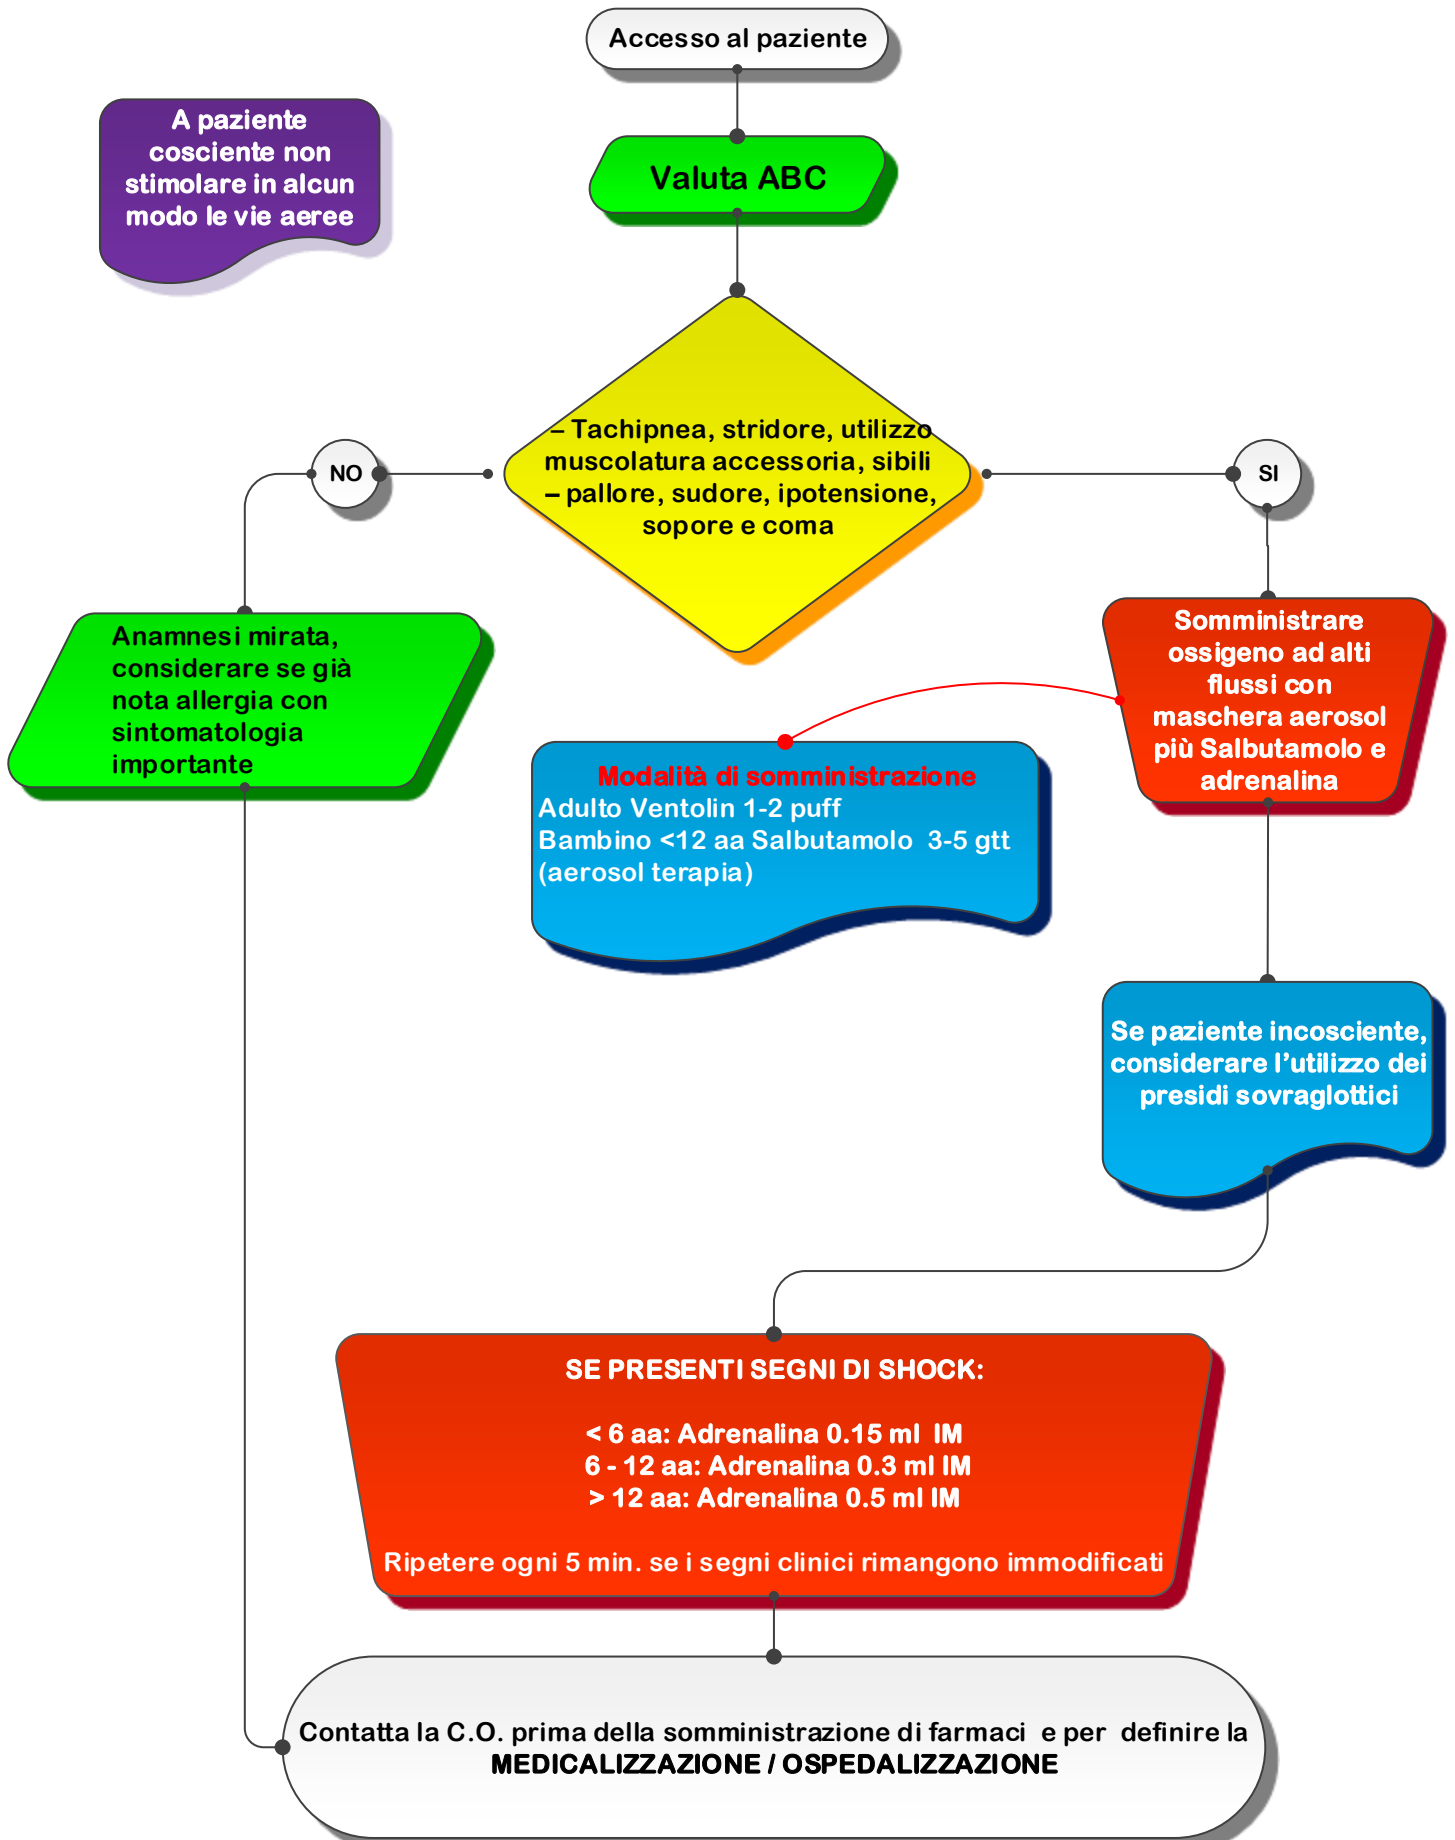 Accesso al paziente
A paziente
cosciente non
stimolare in alcun
modo le vie aeree
Valuta ABC
– Tachipnea, stridore, utilizzo
muscolatura accessoria, sibili
– pallore, sudore, ipotensione,
sopore e coma
NO
SI
Anamnesi mirata,
considerare se già
nota allergia con
sintomatologia
importante
Somministrare
ossigeno ad alti
flussi con
maschera aerosol
più Salbutamolo e
adrenalina
Modalità di somministrazione
Adulto Ventolin 1-2 puff
Bambino <12 aa Salbutamolo  3-5 gtt
(aerosol terapia)
Se paziente incosciente,
considerare l’utilizzo dei
presidi sovraglottici
SE PRESENTI SEGNI DI SHOCK:
< 6 aa: Adrenalina 0.15 ml  IM
6 - 12 aa: Adrenalina 0.3 ml IM
> 12 aa: Adrenalina 0.5 ml IM
Ripetere ogni 5 min. se i segni clinici rimangono immodificati
Contatta la C.O. prima della somministrazione di farmaci  e per  definire la
MEDICALIZZAZIONE / OSPEDALIZZAZIONE